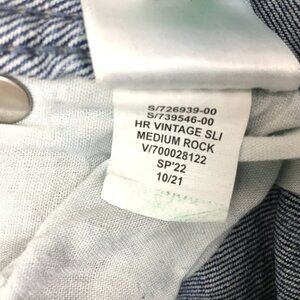 S/726939-00
S/739546-00
HR VINTAGE SLI
MEDIUM ROCK
V/700028122
SP'22
10/21